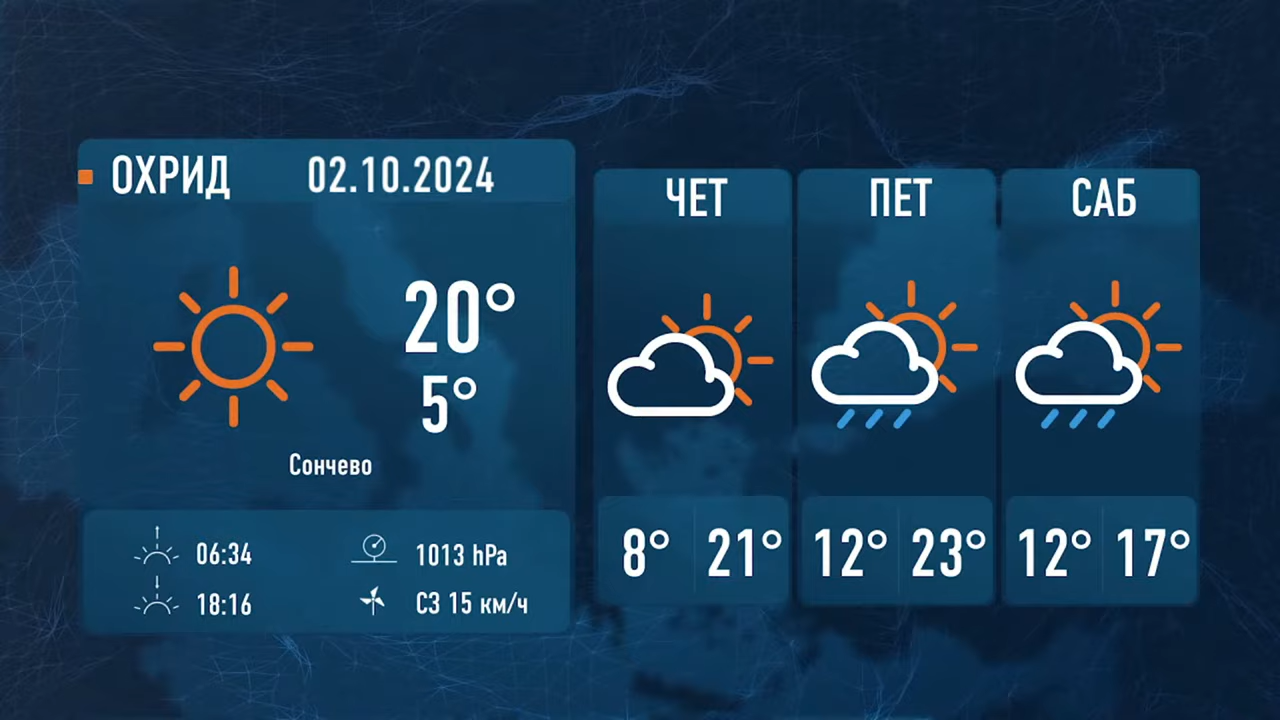 ОХРИД 02.10.2024
20°
5°
Сончево
06:34 1013 hPa
18:16 СЗ 15 км/ч
ЧЕТ ПЕТ САБ
8° 21° 12° 23° 12° 17°